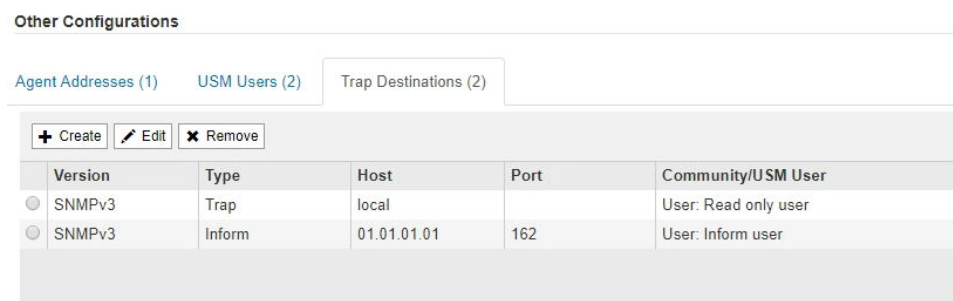 Other Configurations
Agent Addresses (1) USM Users (2) Trap Destinations (2)
Create Edit Remove
Version Type Host Port Community/USM User
SNMPv3 Trap local User: Read only user
SNMPv3 Inform 01.01.01.01 162 User: Inform user